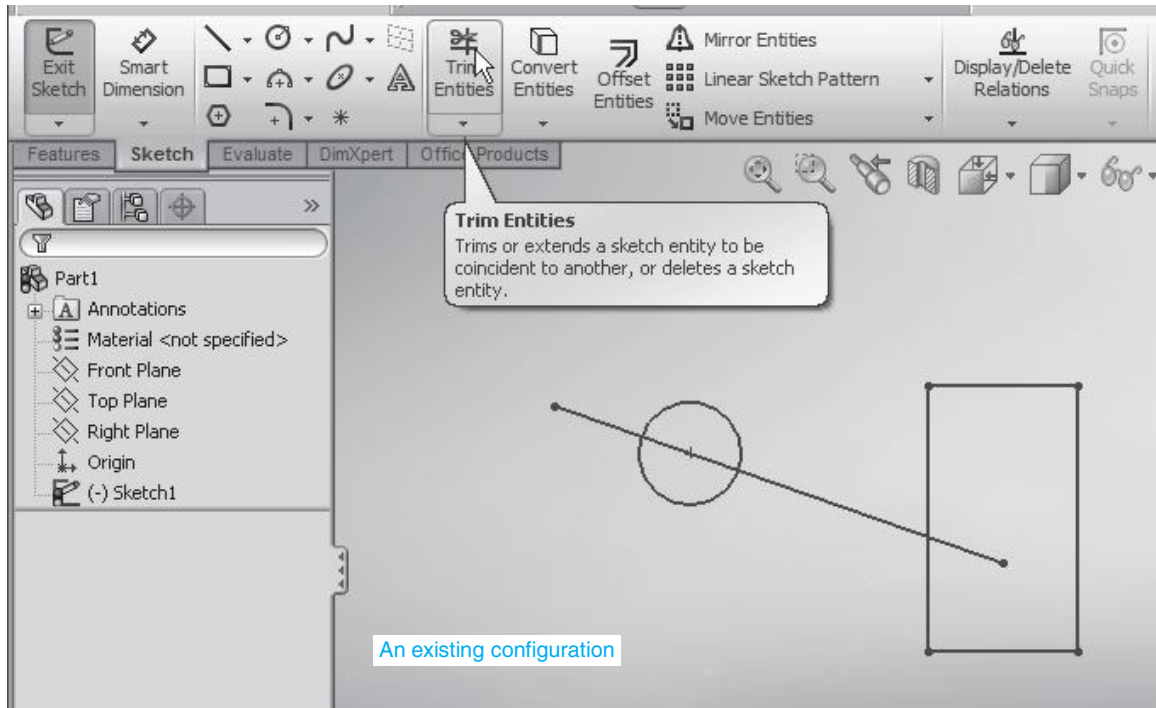 Exit
Sketch
Smart
Dimension
Trim
Entities
Convert
Entities
Offset
Entities
Mirror Entities
Linear Sketch Pattern
Move Entities
Display/Delete
Relations
Quick
Snaps
Features
Sketch
Evaluate
DimXpert
Office Products
Trim Entities
Trims or extends a sketch entity to be
coincident to another, or deletes a sketch
entity.
Part1
A Annotations
Material <not specified>
Front Plane
Top Plane
Right Plane
Origin
(-) Sketch1
An existing configuration